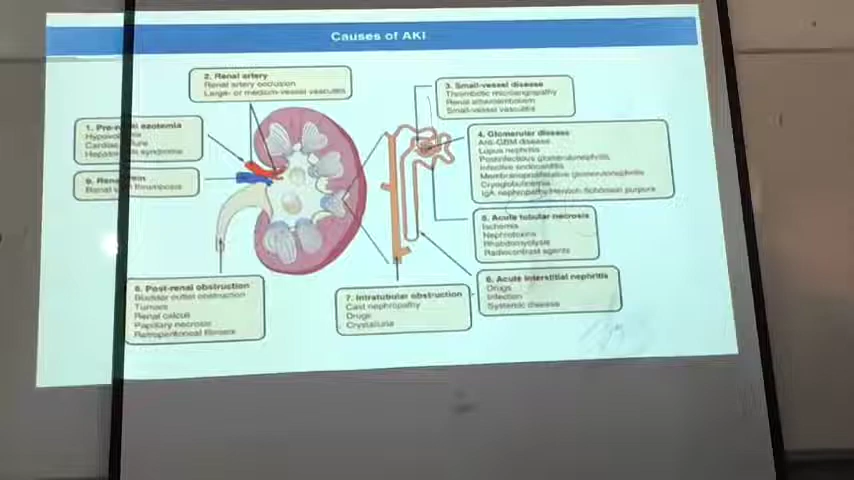 Causes of AKI
2. Renal artery
Renal artery occlusion
Large- or medium-vessel vasculitis
3. Small-vessel disease
Thrombotic microangiopathy
Renal atheroembolism
Small-vessel vasculitis
1. Pre-renal azotemia
Hypovolemia
Cardiac failure
Hepatorenal syndrome
4. Glomerular disease
Anti-GBM disease
Lupus nephritis
Postinfectious glomerulonephritis
Infective endocarditis
Membranoproliferative glomerulonephritis
Cryoglobulinemia
IgA nephropathy/Henoch-Schönlein purpura
9. Renal vein
Renal vein thrombosis
5. Acute tubular necrosis
Ischemia
Nephrotoxins
Rhabdomyolysis
Radiocontrast agents
8. Post-renal obstruction
Bladder outlet obstruction
Tumors
Renal calculi
Papillary necrosis
Retroperitoneal fibrosis
7. Intratubular obstruction
Cast nephropathy
Drugs
Crystalluria
6. Acute interstitial nephritis
Drugs
Infection
Systemic disease